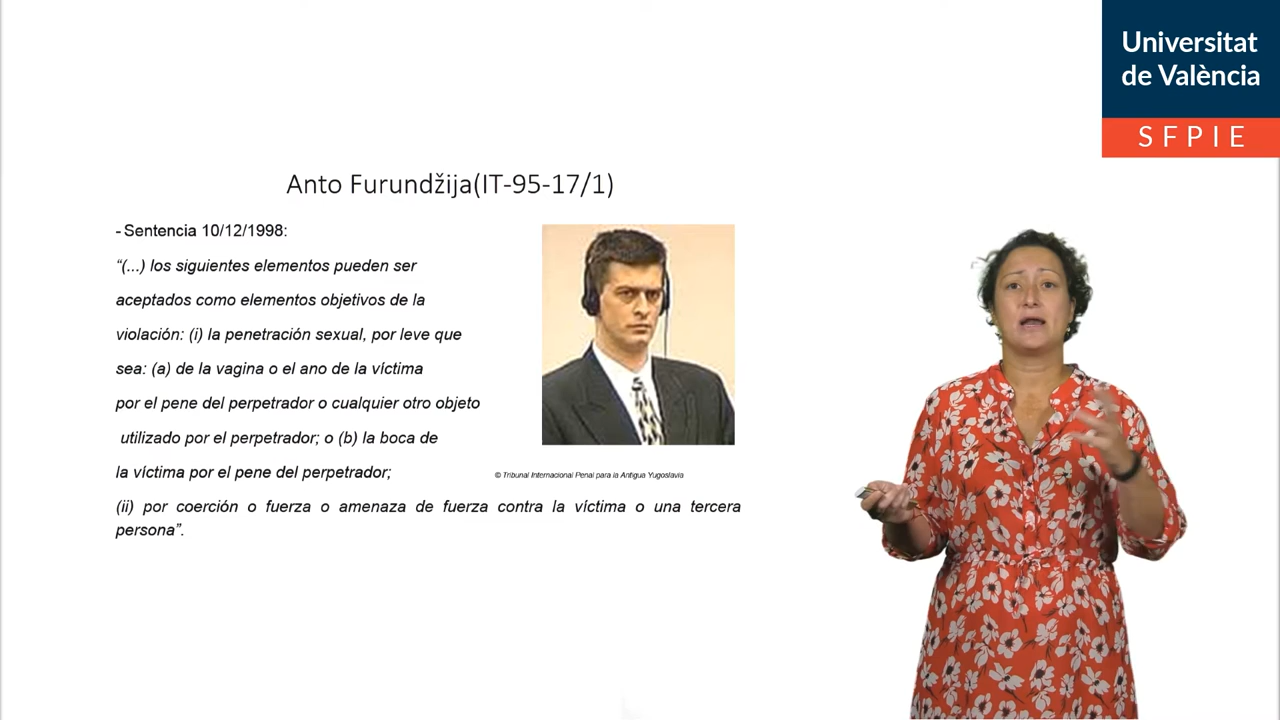 Universitat
de València
SFPIE
Anto Furundžija(IT-95-17/1)
- Sentencia 10/12/1998:
“(...) los siguientes elementos pueden ser
aceptados como elementos objetivos de la
violación: (i) la penetración sexual, por leve que
sea: (a) de la vagina o el ano de la víctima
por el pene del perpetrador o cualquier otro objeto
utilizado por el perpetrador; o (b) la boca de
la víctima por el pene del perpetrador;
© Tribunal Internacional Penal para la Antigua Yugoslavia
(ii) por coerción o fuerza o amenaza de fuerza contra la víctima o una tercera
persona”.